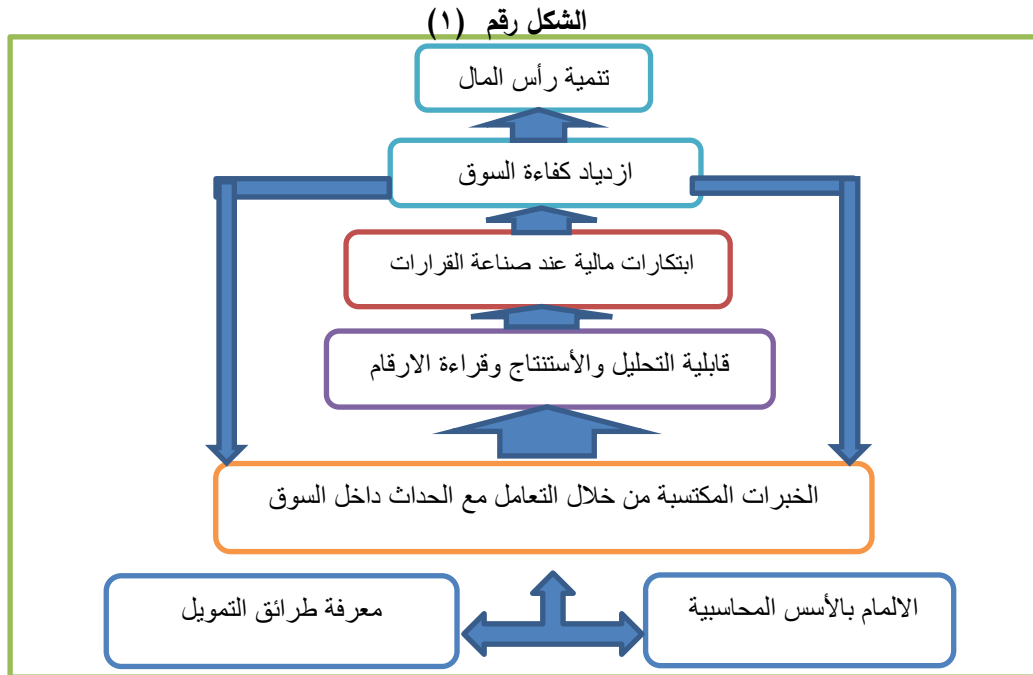 الشكل رقم (١)
تنمية رأس المال
ازدياد كفاءة السوق
ابتكارات مالية عند صناعة القرارات
قابلية التحليل والأستنتاج وقراءة الارقام
الخبرات المكتسبة من خلال التعامل مع الحداث داخل السوق
الالمام بالأسس المحاسبية
معرفة طرائق التمويل